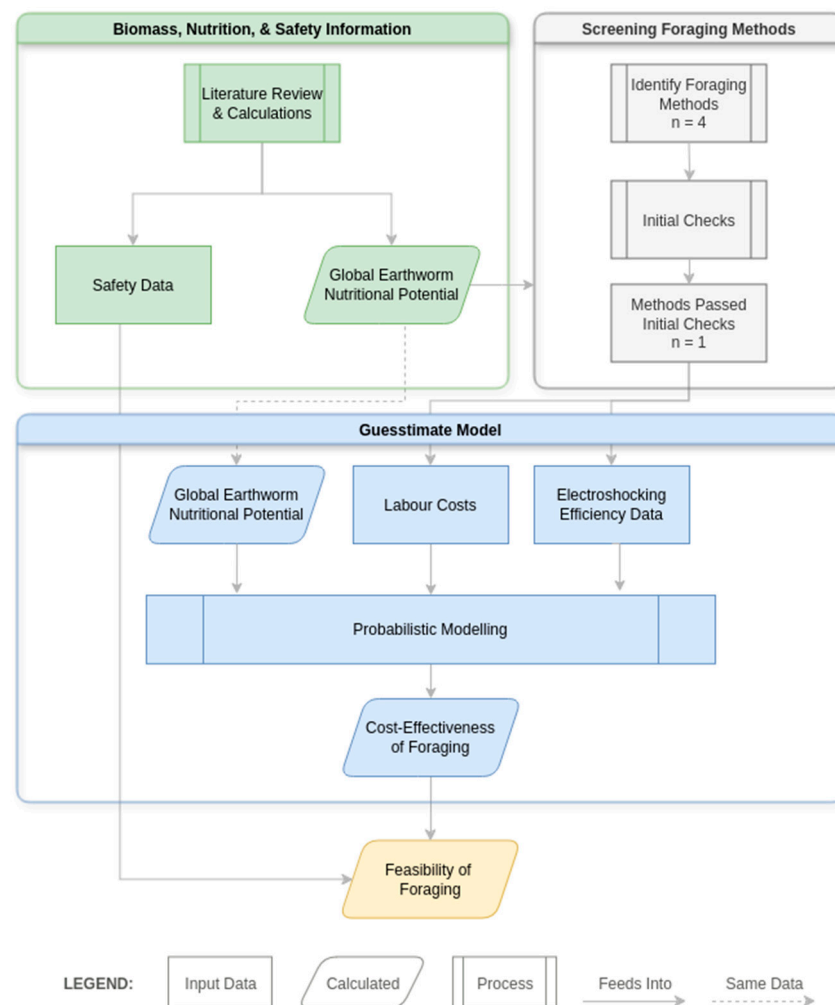 Biomass, Nutrition, & Safety Information
Screening Foraging Methods
Literature Review
& Calculations
Identify Foraging
Methods
n = 4
Initial Checks
Safety Data
Global Earthworm
Nutritional Potential
Methods Passed
Initial Checks
n = 1
Guesstimate Model
Global Earthworm
Nutritional Potential
Labour Costs
Electroshocking
Efficiency Data
Probabilistic Modelling
Cost-Effectiveness
of Foraging
Feasibility of
Foraging
LEGEND:
Input Data
Calculated
Process
Feeds Into
Same Data